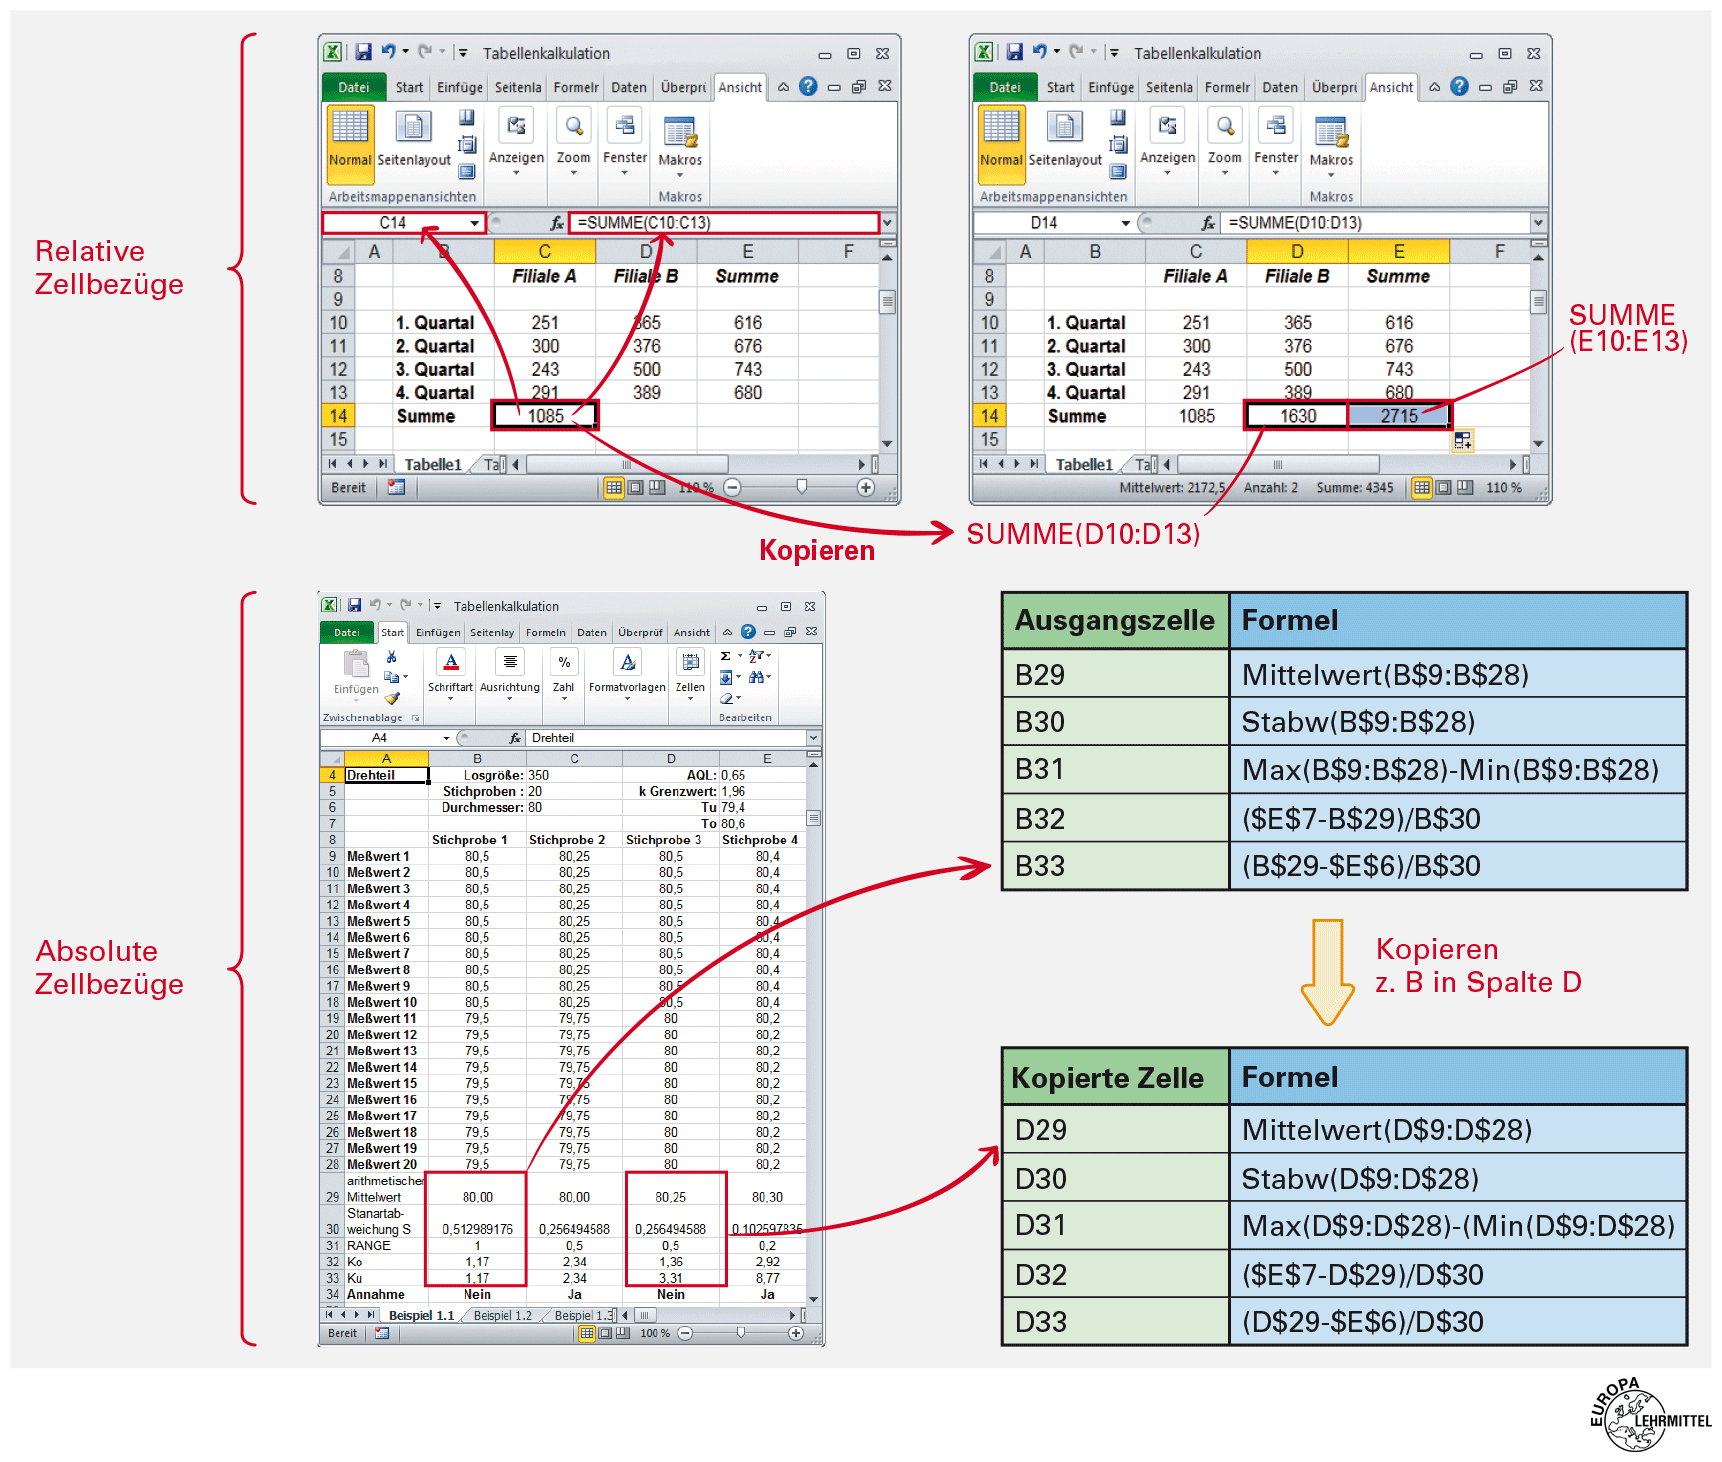 Relative
Zellbezüge
Tabellenkalkulation
Datei Start Einfüge Seitenla Formelr Daten Überprü Ansicht
Normal Seitenlayout Anzeigen Zoom Fenster Makros
Arbeitsmappenansichten Makros
C14 fx =SUMME(C10:C13)
A B C D E F
8 Filiale A Filiale B Summe
9
10 1. Quartal 251 365 616
11 2. Quartal 300 376 676
12 3. Quartal 243 500 743
13 4. Quartal 291 389 680
14 Summe 1085
15
Tabelle1 Ta
Bereit 110 %
Tabellenkalkulation
Datei Start Einfüge Seitenla Formelr Daten Überprü Ansicht
Normal Seitenlayout Anzeigen Zoom Fenster Makros
Arbeitsmappenansichten Makros
D14 fx =SUMME(D10:D13)
A B C D E F
8 Filiale A Filiale B Summe
9
10 1. Quartal 251 365 616
11 2. Quartal 300 376 676
12 3. Quartal 243 500 743
13 4. Quartal 291 389 680
14 Summe 1085 1630 2715
15
Tabelle1 Ta
Mittelwert: 2172,5 Anzahl: 2 Summe: 4345 110 %
SUMME
(E10:E13)
Kopieren
SUMME(D10:D13)
Absolute
Zellbezüge
Tabellenkalkulation
Datei Start Einfügen Seitenlay Formeln Daten Überprüf Ansicht
Einfügen Schriftart Ausrichtung Zahl Formatvorlagen Zellen
Zwischenablage Bearbeiten
A4 fx Drehteil
A B C D E
4 Drehteil Losgröße: 350 AQL: 0,65
5 Stichproben : 20 k Grenzwert: 1,96
6 Durchmesser: 80 Tu 79,4
7 To 80,6
8 Stichprobe 1 Stichprobe 2 Stichprobe 3 Stichprobe 4
9 Meßwert 1 80,5 80,25 80,5 80,4
10 Meßwert 2 80,5 80,25 80,5 80,4
11 Meßwert 3 80,5 80,25 80,5 80,4
12 Meßwert 4 80,5 80,25 80,5 80,4
13 Meßwert 5 80,5 80,25 80,5 80,4
14 Meßwert 6 80,5 80,25 80,5 80,4
15 Meßwert 7 80,5 80,25 80,5 80,4
16 Meßwert 8 80,5 80,25 80,5 80,4
17 Meßwert 9 80,5 80,25 80,5 80,4
18 Meßwert 10 80,5 80,25 80,5 80,4
19 Meßwert 11 79,5 79,75 80 80,2
20 Meßwert 12 79,5 79,75 80 80,2
21 Meßwert 13 79,5 79,75 80 80,2
22 Meßwert 14 79,5 79,75 80 80,2
23 Meßwert 15 79,5 79,75 80 80,2
24 Meßwert 16 79,5 79,75 80 80,2
25 Meßwert 17 79,5 79,75 80 80,2
26 Meßwert 18 79,5 79,75 80 80,2
27 Meßwert 19 79,5 79,75 80 80,2
28 Meßwert 20 79,5 79,75 80 80,2
arithmetischer
29 Mittelwert 80,00 80,00 80,25 80,30
Stanartab-
30 weichung S 0,512989176 0,256494588 0,256494588 0,102597835
31 RANGE 1 0,5 0,5 0,2
32 Ko 1,17 2,34 1,36 2,92
33 Ku 1,17 2,34 3,31 8,77
34 Annahme Nein Ja Nein Ja
Beispiel 1.1 Beispiel 1.2 Beispiel 1.3
Bereit 100 %
Ausgangszelle Formel
B29 Mittelwert(B$9:B$28)
B30 Stabw(B$9:B$28)
B31 Max(B$9:B$28)-Min(B$9:B$28)
B32 ($E$7-B$29)/B$30
B33 (B$29-$E$6)/B$30
Kopieren
z. B in Spalte D
Kopierte Zelle Formel
D29 Mittelwert(D$9:D$28)
D30 Stabw(D$9:D$28)
D31 Max(D$9:D$28)-(Min(D$9:D$28)
D32 ($E$7-D$29)/D$30
D33 (D$29-$E$6)/D$30
EUROPA
LEHRMITTEL